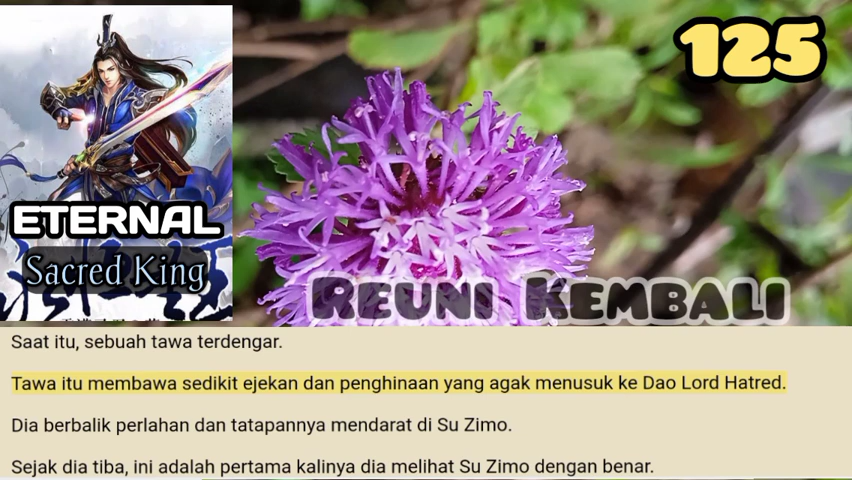 125
ETERNAL
Sacred King
REUNI KEMBALI
Saat itu, sebuah tawa terdengar.
Tawa itu membawa sedikit ejekan dan penghinaan yang agak menusuk ke Dao Lord Hatred.
Dia berbalik perlahan dan tatapannya mendarat di Su Zimo.
Sejak dia tiba, ini adalah pertama kalinya dia melihat Su Zimo dengan benar.